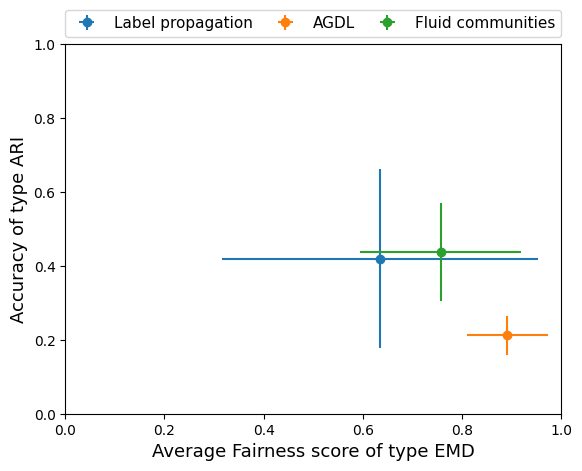 Label propagation AGDL Fluid communities
1.0
0.8
0.6
0.4
0.2
0.0
Accuracy of type ARI
0.0 0.2 0.4 0.6 0.8 1.0
Average Fairness score of type EMD